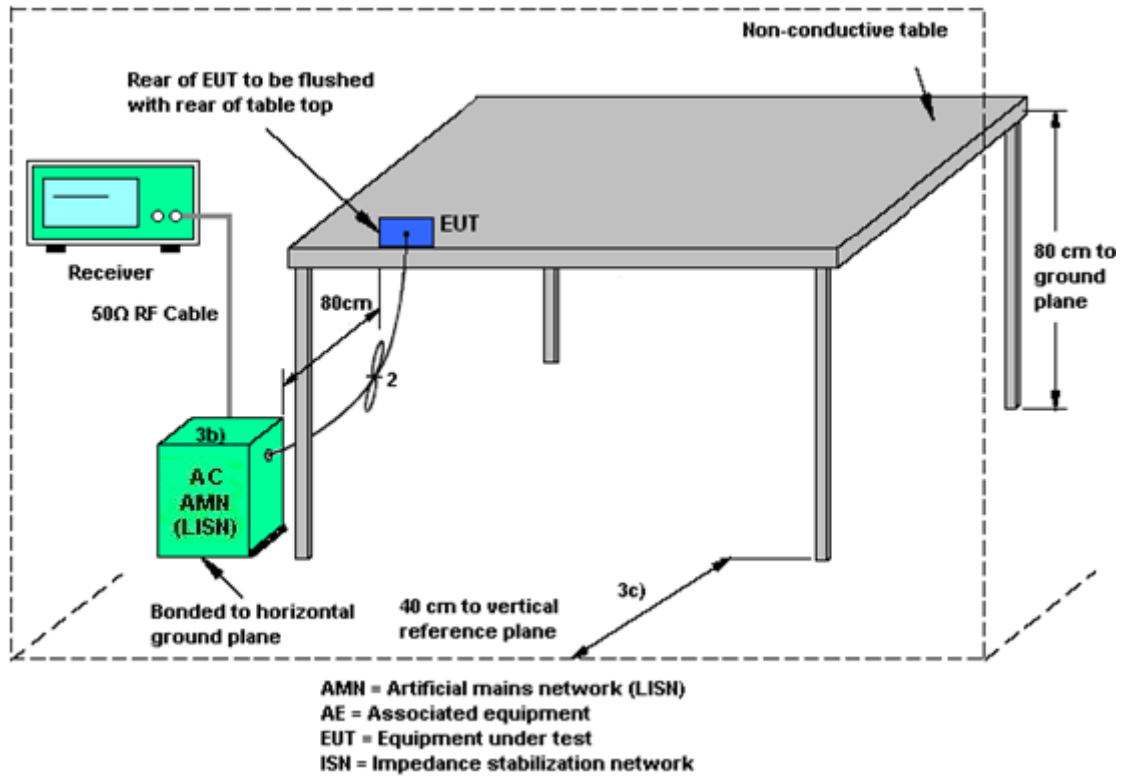 Non-conductive table
Rear of EUT to be flushed
with rear of table top
EUT
Receiver
80 cm to
ground
plane
50Ω RF Cable
80cm
2
3b)
AC
AMN
(LISN)
3c)
40 cm to vertical
reference plane
Bonded to horizontal
ground plane
AMN = Artificial mains network (LISN)
AE = Associated equipment
EUT = Equipment under test
ISN = Impedance stabilization network